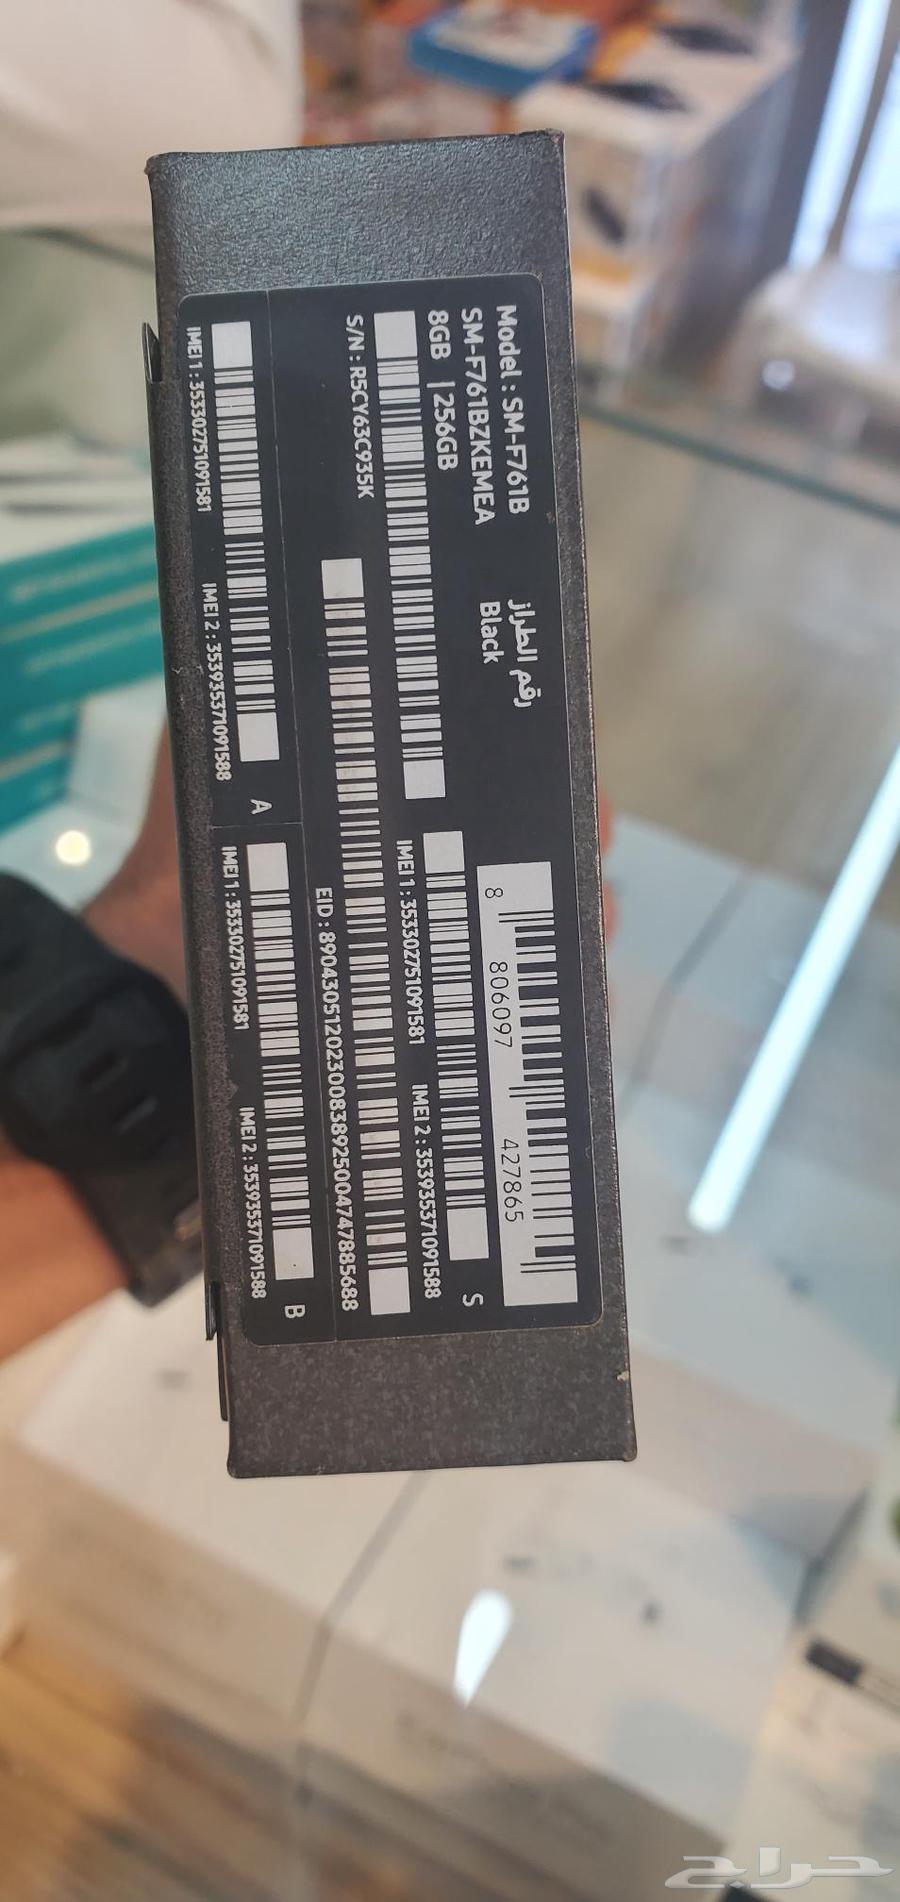 Model : SM-F761B رقم الطراز
SM-F761BZKEMEA Black
8GB | 256GB
8 806097 427865
S/N : R5CY63C935K
IMEI 1 : 353302751091581 IMEI 2 : 353935371091588 S
EID : 89043051202300838925004747885688
IMEI 1 : 353302751091581 IMEI 2 : 353935371091588 A
IMEI 1 : 353302751091581 IMEI 2 : 353935371091588 B
حراج